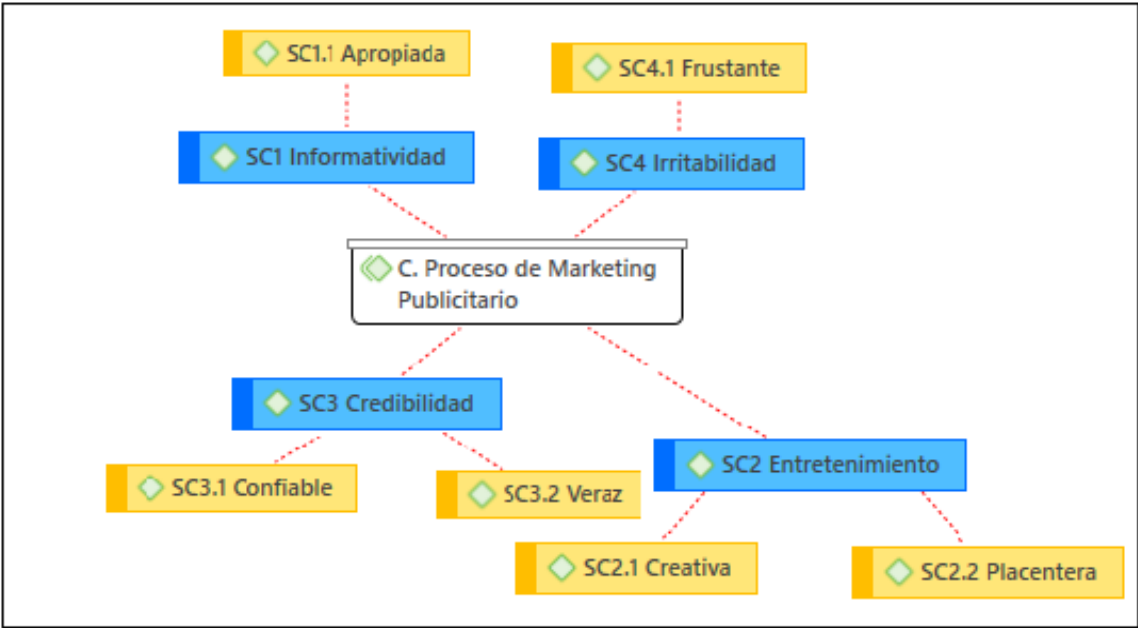 SC1.1 Apropiada
SC4.1 Frustante
SC1 Informatividad
SC4 Irritabilidad
C. Proceso de Marketing
Publicitario
SC3 Credibilidad
SC2 Entretenimiento
SC3.1 Confiable
SC3.2 Veraz
SC2.1 Creativa
SC2.2 Placentera